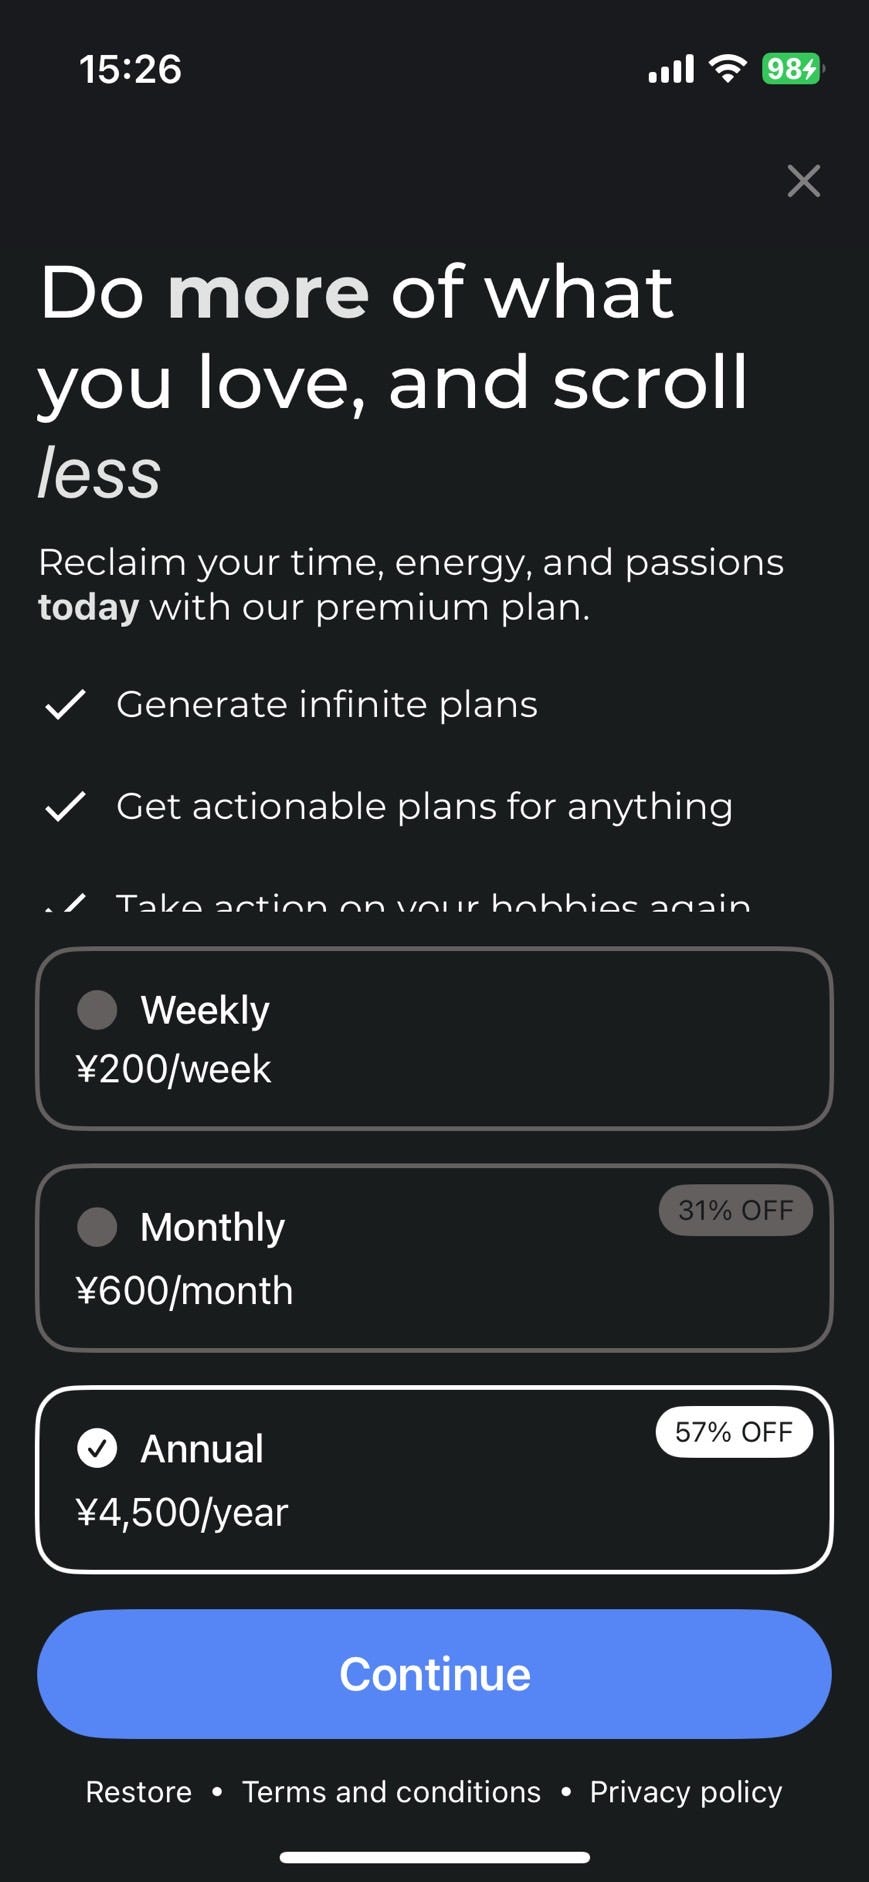 15:26
98
Do more of what
you love, and scroll
less
Reclaim your time, energy, and passions
today with our premium plan.
Generate infinite plans
Get actionable plans for anything
Take action on your hobbies again
Weekly
¥200/week
31% OFF
Monthly
¥600/month
57% OFF
Annual
¥4,500/year
Continue
Restore • Terms and conditions • Privacy policy